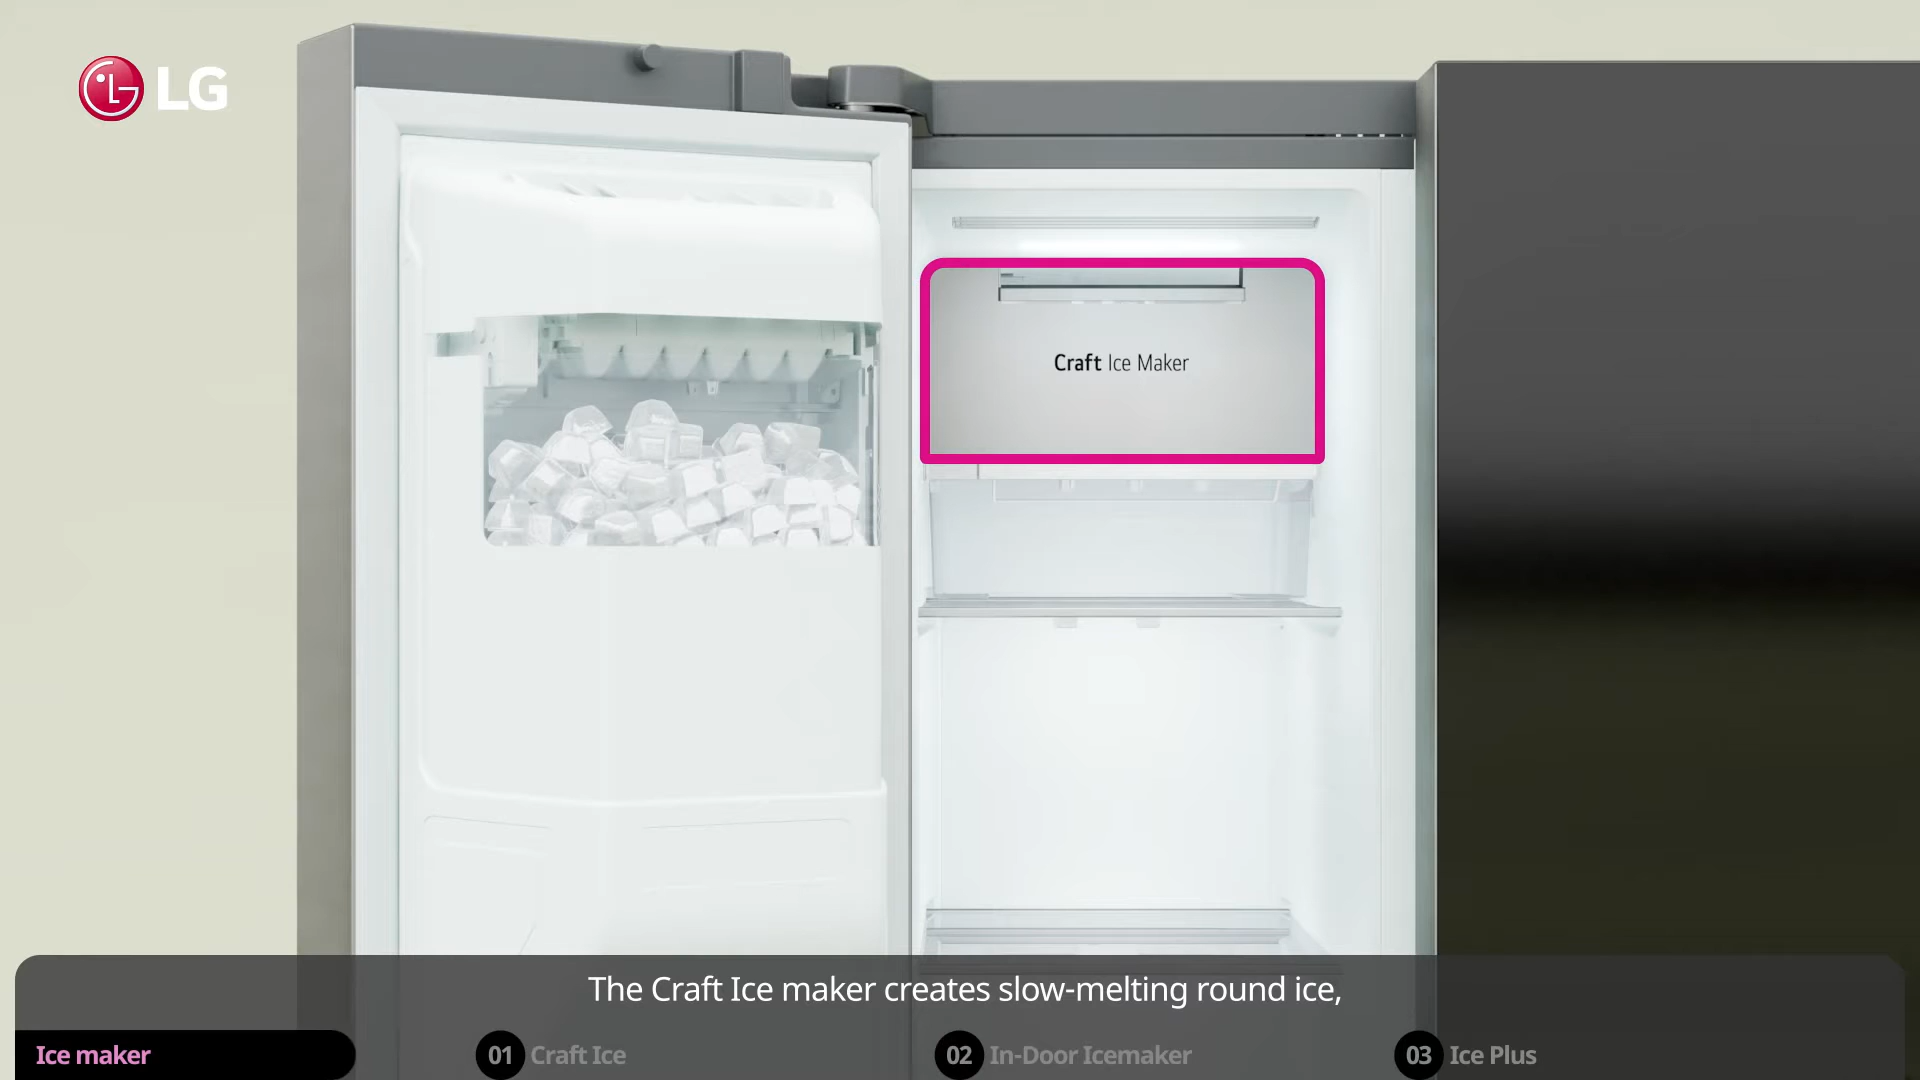 LG
Craft Ice Maker
The Craft Ice maker creates slow-melting round ice,
Ice maker
01 Craft Ice
02 In-Door Icemaker
03 Ice Plus